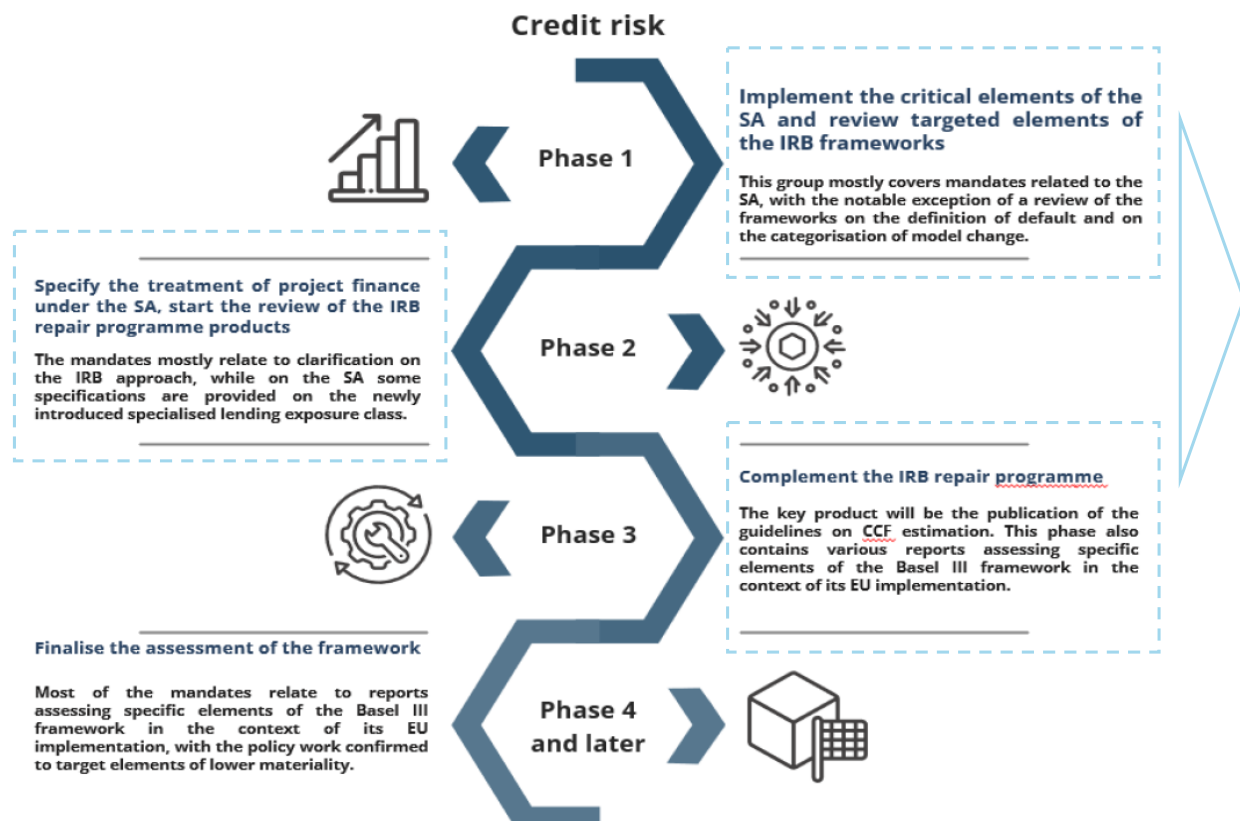 Credit risk
Phase 1
Implement the critical elements of the
SA and review targeted elements of
the IRB frameworks
This group mostly covers mandates related to the
SA, with the notable exception of a review of the
frameworks on the definition of default and on
the categorisation of model change.
Specify the treatment of project finance
under the SA, start the review of the IRB
repair programme products
The mandates mostly relate to clarification on
the IRB approach, while on the SA some
specifications are provided on the newly
introduced specialised lending exposure class.
Phase 2
Phase 3
Complement the IRB repair programme
The key product will be the publication of the
guidelines on CCF estimation. This phase also
contains various reports assessing specific
elements of the Basel III framework in the
context of its EU implementation.
Finalise the assessment of the framework
Most of the mandates relate to reports
assessing specific elements of the Basel III
framework in the context of its EU
implementation, with the policy work confirmed
to target elements of lower materiality.
Phase 4
and later